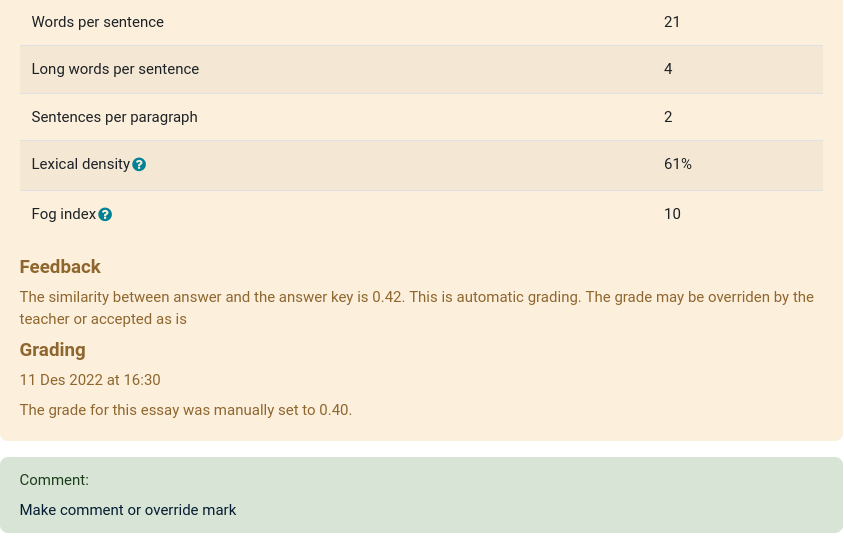 Words per sentence 21
Long words per sentence 4
Sentences per paragraph 2
Lexical density ? 61%
Fog index ? 10
Feedback
The similarity between answer and the answer key is 0.42. This is automatic grading. The grade may be overriden by the
teacher or accepted as is
Grading
11 Des 2022 at 16:30
The grade for this essay was manually set to 0.40.
Comment:
Make comment or override mark